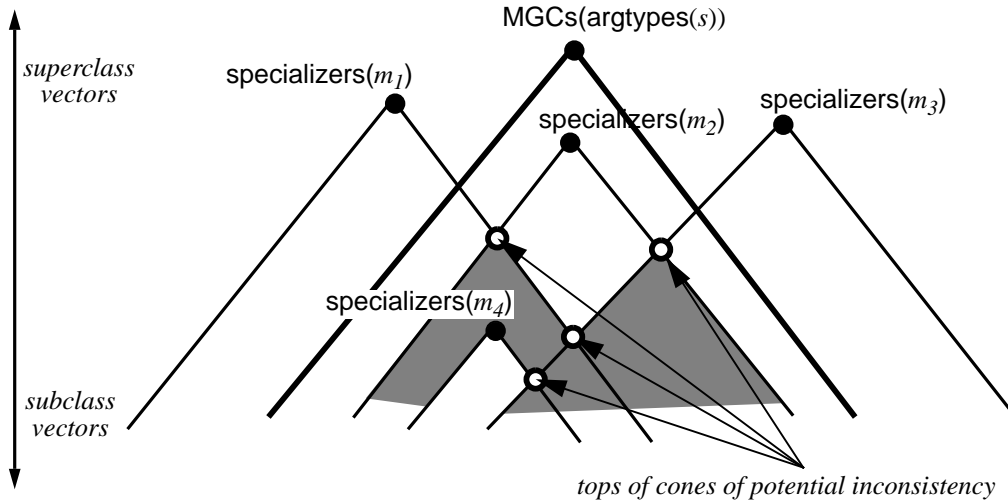 MGCs(argtypes(s))
superclass
vectors
specializers(m1)
specializers(m2)
specializers(m3)
specializers(m4)
subclass
vectors
tops of cones of potential inconsistency